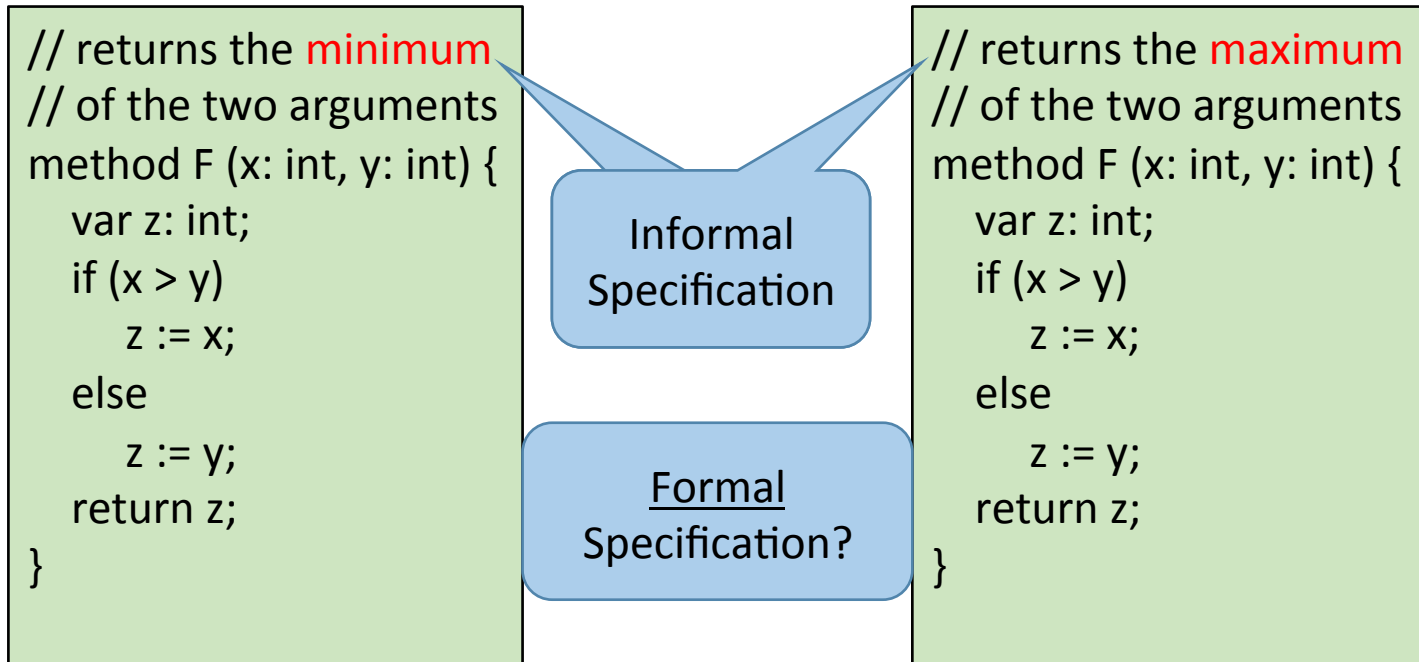 // returns the minimum
// of the two arguments
method F (x: int, y: int) {
var z: int;
if (x > y)
z := x;
else
z := y;
return z;
}
Informal
Specification
Formal
Specification?
// returns the maximum
// of the two arguments
method F (x: int, y: int) {
var z: int;
if (x > y)
z := x;
else
z := y;
return z;
}